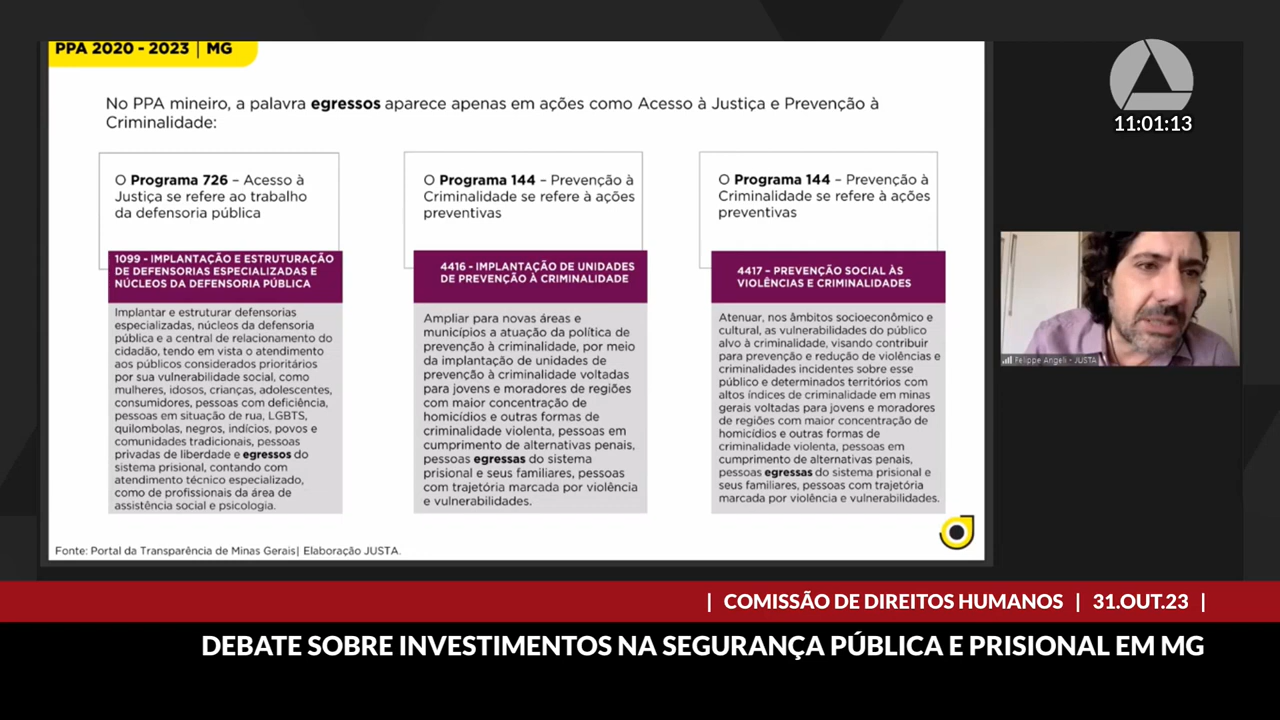 PPA 2020 - 2023 | MG
11:01:13
No PPA mineiro, a palavra egressos aparece apenas em ações como Acesso à Justiça e Prevenção à
Criminalidade:
O Programa 726 – Acesso à
Justiça se refere ao trabalho
da defensoria pública
1099 - IMPLANTAÇÃO E ESTRUTURAÇÃO
DE DEFENSORIAS ESPECIALIZADAS E
NÚCLEOS DA DEFENSORIA PÚBLICA
Implantar e estruturar defensorias
especializadas, núcleos da defensoria
pública e a central de relacionamento do
cidadão, tendo em vista o atendimento
aos públicos considerados prioritários
por sua vulnerabilidade social, como
mulheres, idosos, crianças, adolescentes,
consumidores, pessoas com deficiência,
pessoas em situação de rua, LGBTS,
quilombolas, negros, indícios, povos e
comunidades tradicionais, pessoas
privadas de liberdade e egressos do
sistema prisional, contando com
atendimento técnico especializado,
como de profissionais da área de
assistência social e psicologia.
O Programa 144 – Prevenção à
Criminalidade se refere à ações
preventivas
4416 - IMPLANTAÇÃO DE UNIDADES
DE PREVENÇÃO À CRIMINALIDADE
Ampliar para novas áreas e
municípios a atuação da política de
prevenção à criminalidade, por meio
da implantação de unidades de
prevenção à criminalidade voltadas
para jovens e moradores de regiões
com maior concentração de
homicídios e outras formas de
criminalidade violenta, pessoas em
cumprimento de alternativas penais,
pessoas egressas do sistema
prisional e seus familiares, pessoas
com trajetória marcada por violência
e vulnerabilidades.
O Programa 144 – Prevenção à
Criminalidade se refere à ações
preventivas
4417 – PREVENÇÃO SOCIAL ÀS
VIOLÊNCIAS E CRIMINALIDADES
Atenuar, nos âmbitos socioeconômico e
cultural, as vulnerabilidades do público
alvo à criminalidade, visando contribuir
para prevenção e redução de violências e
criminalidades incidentes sobre esse
público e determinados territórios com
altos índices de criminalidade em minas
gerais voltadas para jovens e moradores
de regiões com maior concentração de
homicídios e outras formas de
criminalidade violenta, pessoas em
cumprimento de alternativas penais,
pessoas egressas do sistema prisional e
seus familiares, pessoas com trajetória
marcada por violência e vulnerabilidades.
Fonte: Portal da Transparência de Minas Gerais| Elaboração JUSTA.
Felippe Angeli - JUSTA
| COMISSÃO DE DIREITOS HUMANOS | 31.OUT.23 |
DEBATE SOBRE INVESTIMENTOS NA SEGURANÇA PÚBLICA E PRISIONAL EM MG